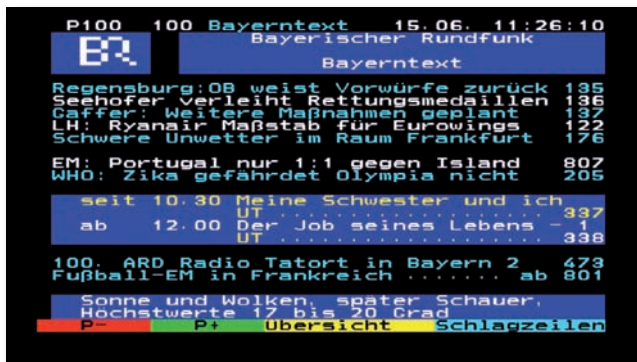 P100 100 Bayerntext 15.06. 11:26:10
BR
Bayerischer Rundfunk
Bayerntext
Regensburg:OB weist Vorwürfe zurück 135
Seehofer verleiht Rettungsmedaillen 136
Gaffer: Weitere Maßnahmen geplant 137
LH: Ryanair Maßstab für Eurowings 122
Schwere Unwetter im Raum Frankfurt 176
EM: Portugal nur 1:1 gegen Island 807
WHO: Zika gefährdet Olympia nicht 205
seit 10.30 Meine Schwester und ich
UT ..................... 337
ab 12.00 Der Job seines Lebens - 1
UT ..................... 338
100. ARD Radio Tatort in Bayern 2 473
Fußball-EM in Frankreich ....... ab 801
Sonne und Wolken, später Schauer,
Höchstwerte 17 bis 20 Grad
P- P+ Übersicht Schlagzeilen